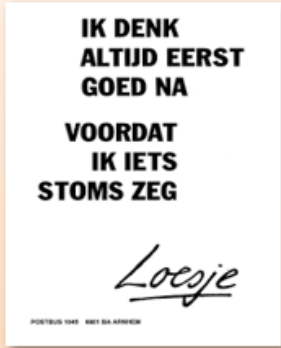 IK DENK
ALTIJD EERST
GOED NA
VOORDAT
IK IETS
STOMS ZEG
Loesje
POSTBUS 1045 6801 BA ARNHEM